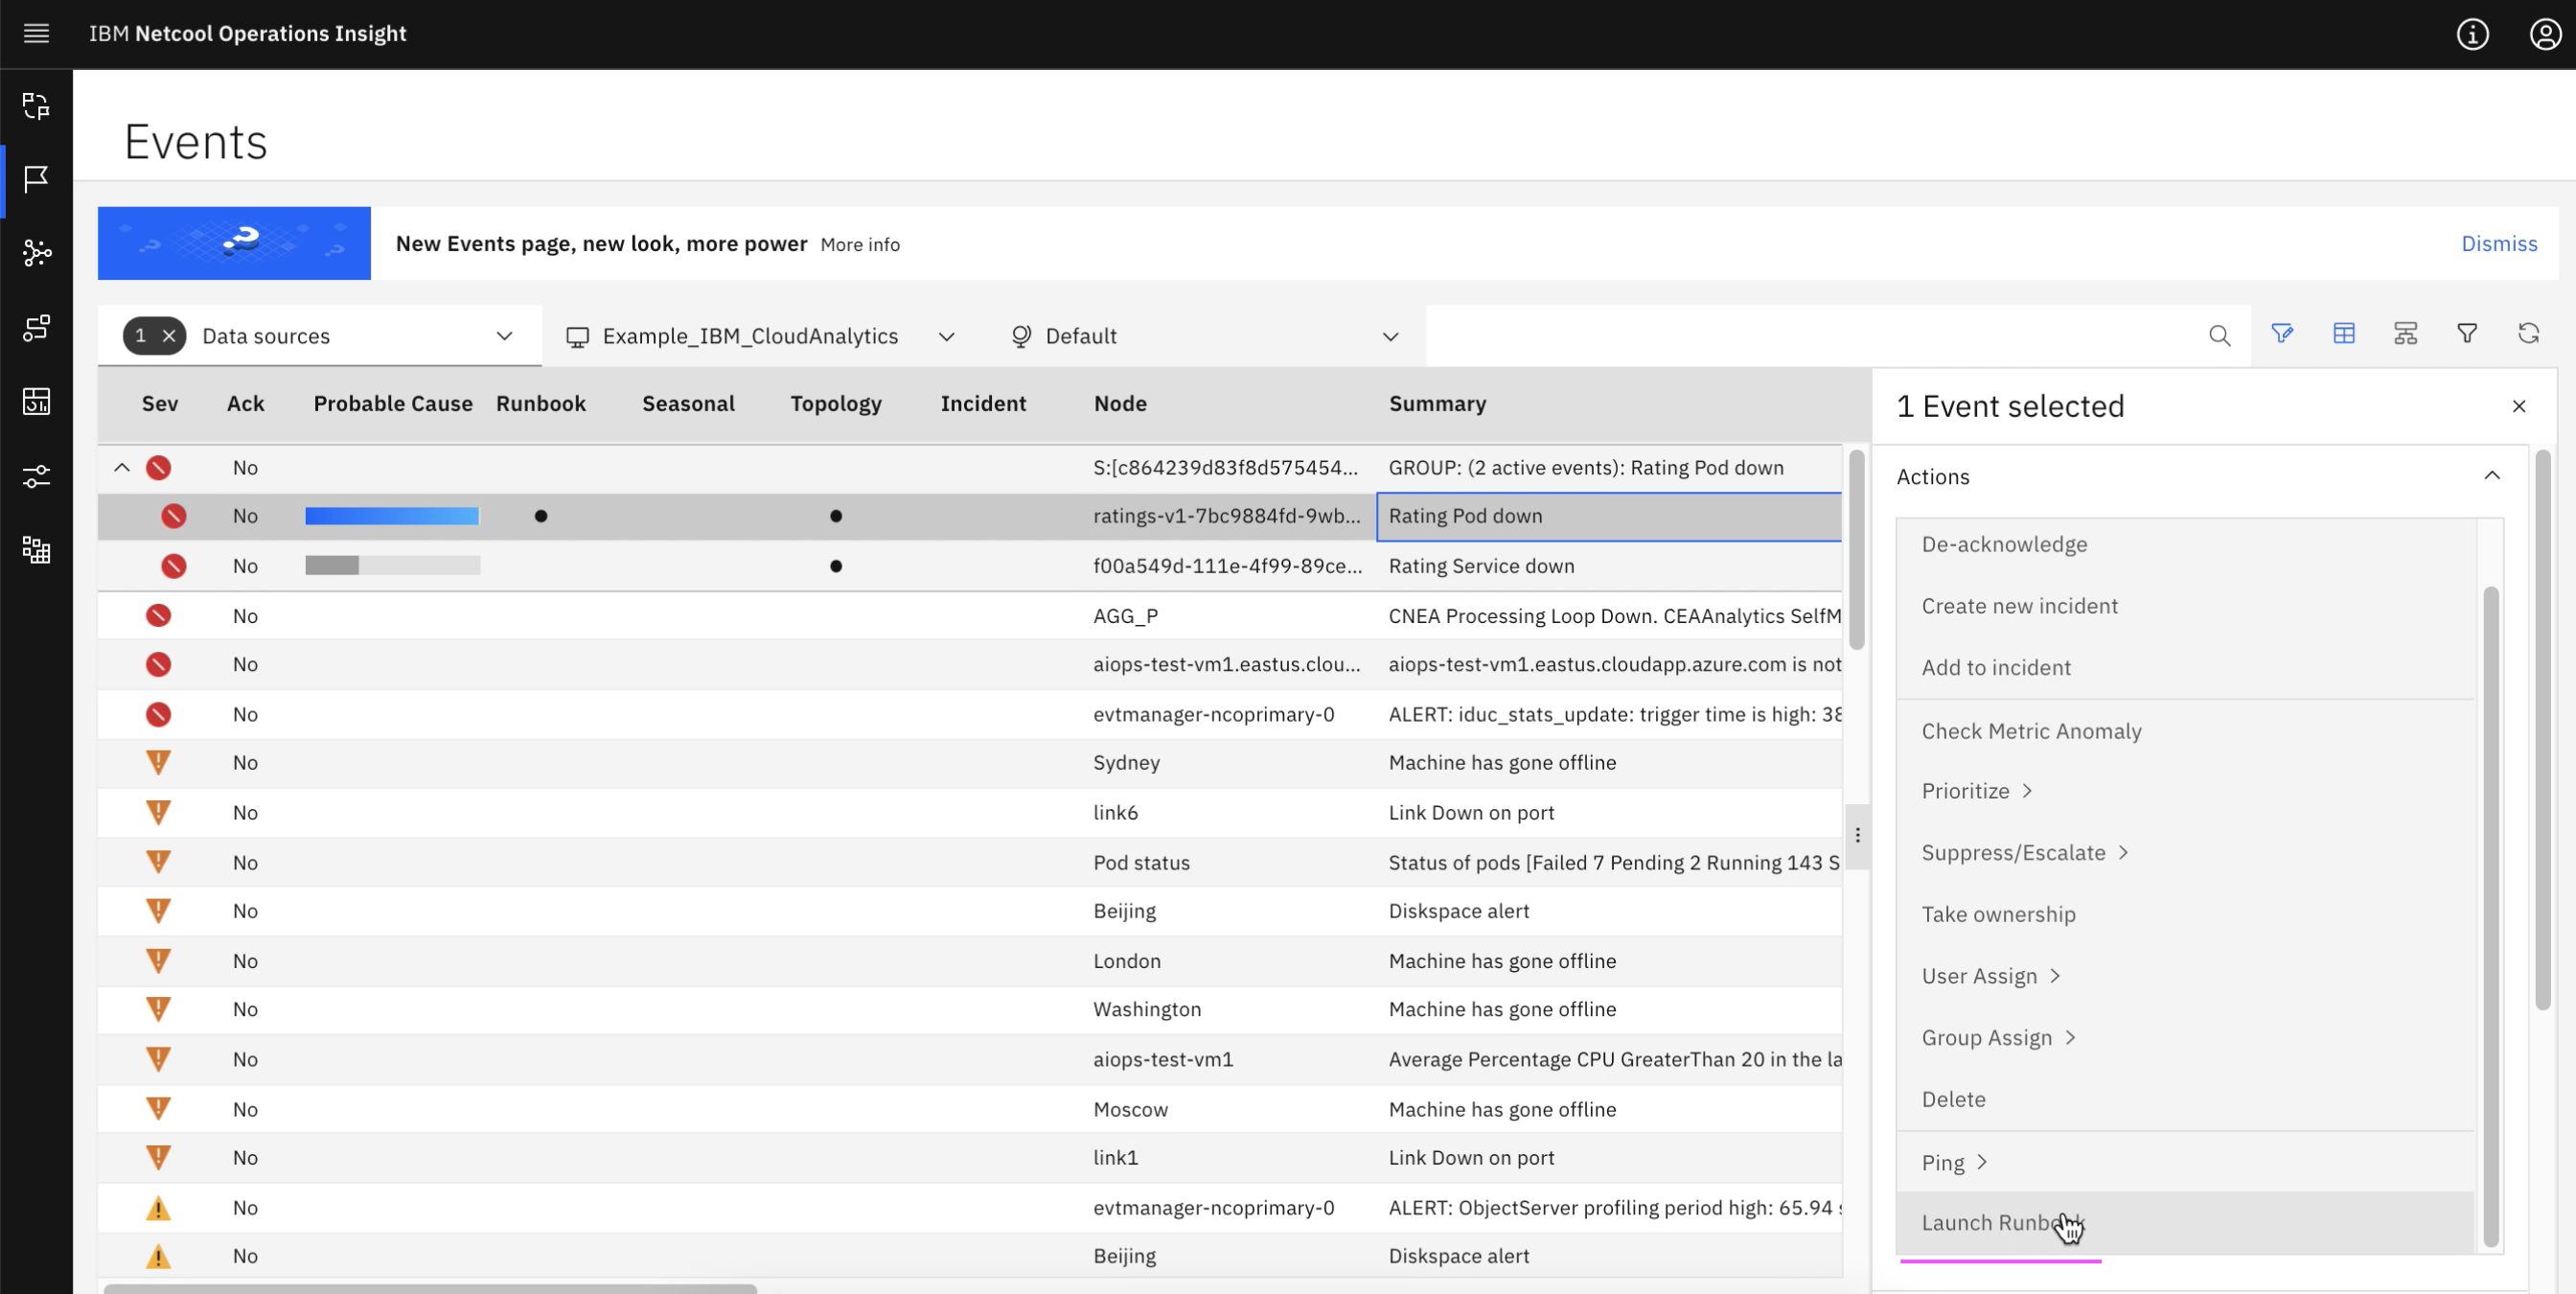 IBM Netcool Operations Insight
Events
New Events page, new look, more power More info Dismiss
1 × Data sources Example_IBM_CloudAnalytics Default
Sev Ack Probable Cause Runbook Seasonal Topology Incident Node Summary
No S:[c864239d83f8d575454... GROUP: (2 active events): Rating Pod down
No ratings-v1-7bc9884fd-9wb... Rating Pod down
No f00a549d-111e-4f99-89ce... Rating Service down
No AGG_P CNEA Processing Loop Down. CEAAnalytics SelfM
No aiops-test-vm1.eastus.clou... aiops-test-vm1.eastus.cloudapp.azure.com is not
No evtmanager-ncoprimary-0 ALERT: iduc_stats_update: trigger time is high: 38
No Sydney Machine has gone offline
No link6 Link Down on port
No Pod status Status of pods [Failed 7 Pending 2 Running 143 S
No Beijing Diskspace alert
No London Machine has gone offline
No Washington Machine has gone offline
No aiops-test-vm1 Average Percentage CPU GreaterThan 20 in the la
No Moscow Machine has gone offline
No link1 Link Down on port
No evtmanager-ncoprimary-0 ALERT: ObjectServer profiling period high: 65.94
No Beijing Diskspace alert
1 Event selected
Actions
De-acknowledge
Create new incident
Add to incident
Check Metric Anomaly
Prioritize >
Suppress/Escalate >
Take ownership
User Assign >
Group Assign >
Delete
Ping >
Launch Runbook